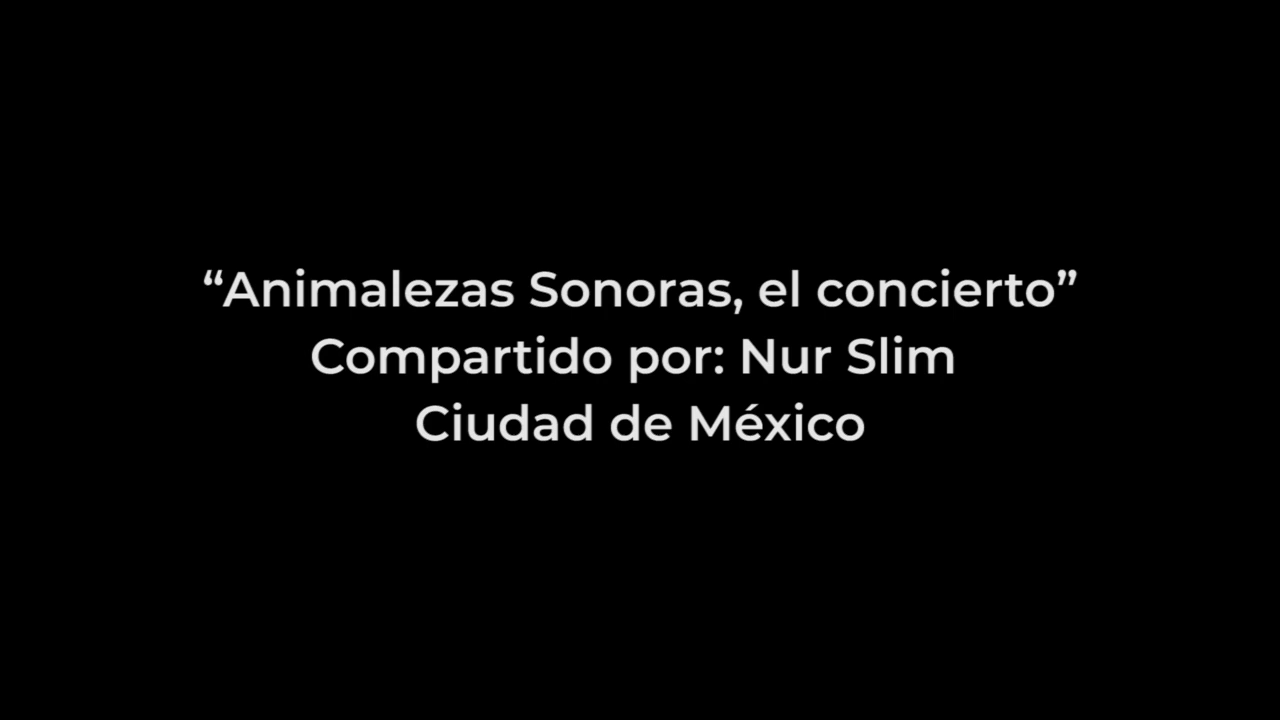 “Animalezas Sonoras, el concierto”
Compartido por: Nur Slim
Ciudad de México